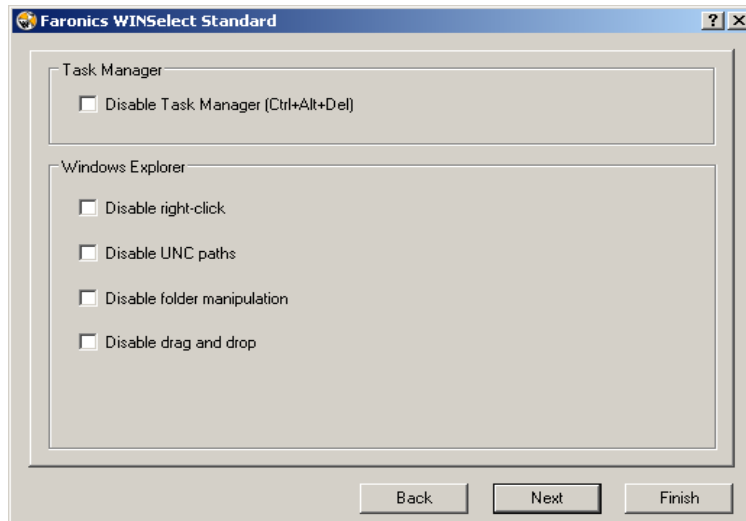 Faronics WINSelect Standard
Task Manager
Disable Task Manager (Ctrl+Alt+Del)
Windows Explorer
Disable right-click
Disable UNC paths
Disable folder manipulation
Disable drag and drop
Back Next Finish